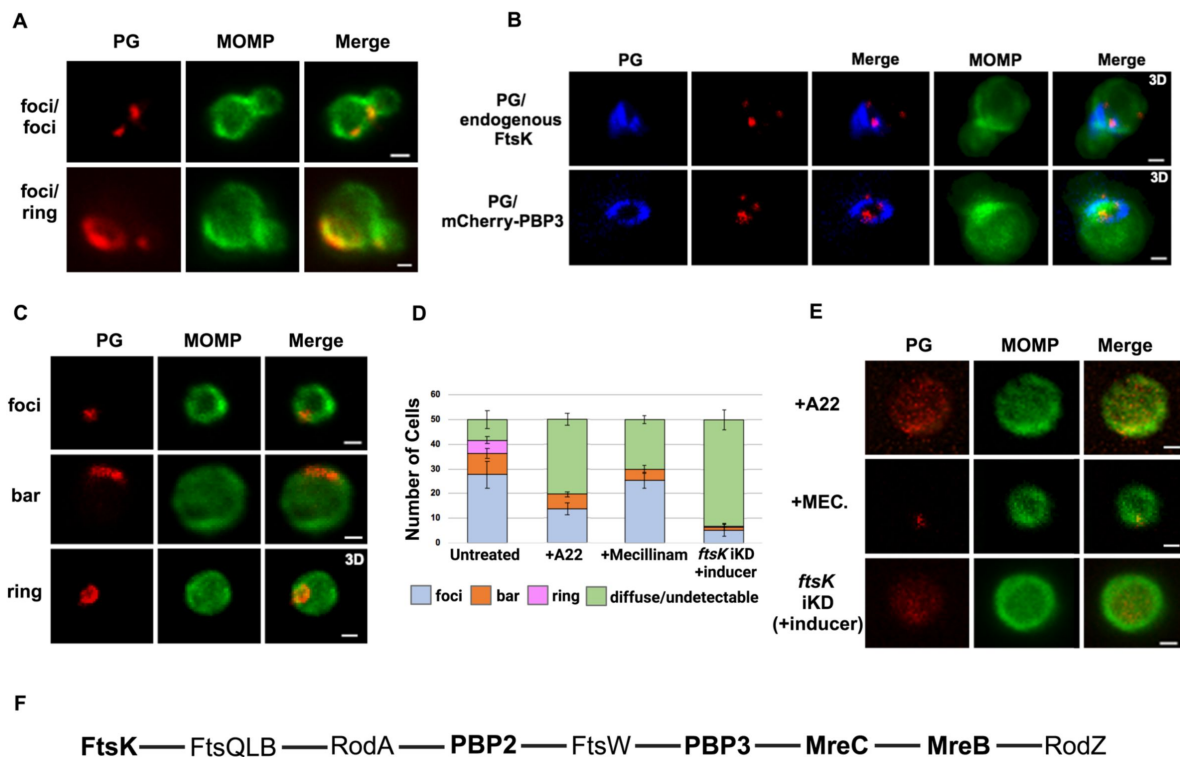 A
PG MOMP Merge
foci/
foci
foci/
ring
B
PG Merge MOMP Merge
PG/
endogenous
FtsK
3D
PG/
mCherry-PBP3
3D
C
PG MOMP Merge
foci
bar
ring
3D
D
Number of Cells
60
50
40
30
20
10
0
Untreated +A22 +Mecillinam ftsK iKD
+inducer
foci bar ring diffuse/undetectable
E
PG MOMP Merge
+A22
+MEC.
ftsK
iKD
(+inducer)
F
FtsK FtsQLB RodA PBP2 FtsW PBP3 MreC MreB RodZ